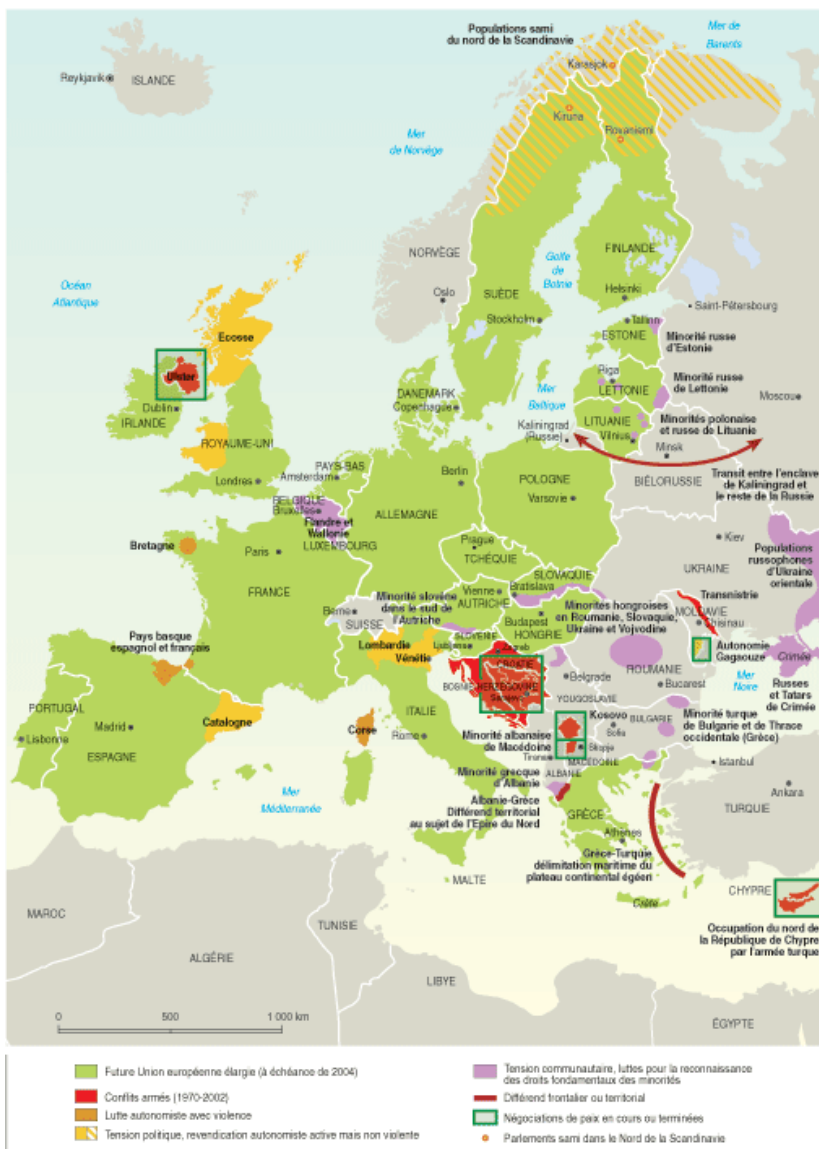 Populations sami
du nord de la Scandinavie
Mer de
Barents
Reykjavik
ISLANDE
Karasjok
Kiruna
Rovaniemi
Mer
de Norvège
NORVÈGE
FINLANDE
Golfe
de
Botnie
Océan
Atlantique
SUÈDE
Oslo
Helsinki
Saint-Pétersbourg
Stockholm
Tallinn
ESTONIE
Minorité russe
d'Estonie
Ecosse
Ulster
Riga
LETTONIE
Minorité russe
de Lettonie
DANEMARK
Copenhague
Mer
Baltique
Moscou
Dublin
IRLANDE
LITUANIE
Vilnius
Minorités polonaise
et russe de Lituanie
Kaliningrad
(Russie)
Minsk
ROYAUME-UNI
PAYS-BAS
Amsterdam
Berlin
POLOGNE
Varsovie
BIÉLORUSSIE
Transit entre l'enclave
de Kaliningrad et
le reste de la Russie
Londres
BELGIQUE
Bruxelles
Flandre et
Wallonie
LUXEMBOURG
ALLEMAGNE
Bretagne
Paris
Prague
TCHÉQUIE
Kiev
UKRAINE
Populations
russophones
d'Ukraine
orientale
FRANCE
SLOVAQUIE
Vienne
Bratislava
AUTRICHE
Transnistrie
Minorité slovène
dans le sud de
l'Autriche
Berne
SUISSE
Budapest
HONGRIE
Minorités hongroises
en Roumanie, Slovaquie,
Ukraine et Vojvodine
MOLDAVIE
Chisinau
Pays basque
espagnol et français
Lombardie
Vénétie
SLOVÉNIE
Ljubljana
Zagreb
CROATIE
Autonomie
Gagaouze
Crimée
ROUMANIE
BOSNIE-HERZÉGOVINE
Sarajevo
Belgrade
Bucarest
Mer
Noire
Russes
et Tatars
de Crimée
YOUGOSLAVIE
PORTUGAL
Lisbonne
Madrid
ESPAGNE
Catalogne
Corse
ITALIE
Rome
Kosovo
BULGARIE
Sofia
Minorité turque
de Bulgarie et de Thrace
occidentale (Grèce)
Minorité albanaise
de Macédoine
Skopje
Tirana
MACÉDOINE
Istanbul
Minorité grecque
d'Albanie
ALBANIE
Ankara
TURQUIE
Mer
Méditerranée
Albanie-Grèce
Différend territorial
au sujet de l'Epire du Nord
GRÈCE
Athènes
Grèce-Turquie
délimitation maritime du
plateau continental égéen
MALTE
Crète
CHYPRE
Occupation du nord de
la République de Chypre
par l'armée turque
MAROC
ALGÉRIE
TUNISIE
LIBYE
ÉGYPTE
0 500 1 000 km
Future Union européenne élargie (à échéance de 2004)
Conflits armés (1970-2002)
Lutte autonomiste avec violence
Tension politique, revendication autonomiste active mais non violente
Tension communautaire, luttes pour la reconnaissance
des droits fondamentaux des minorités
Différend frontalier ou territorial
Négociations de paix en cours ou terminées
Parlements sami dans le Nord de la Scandinavie